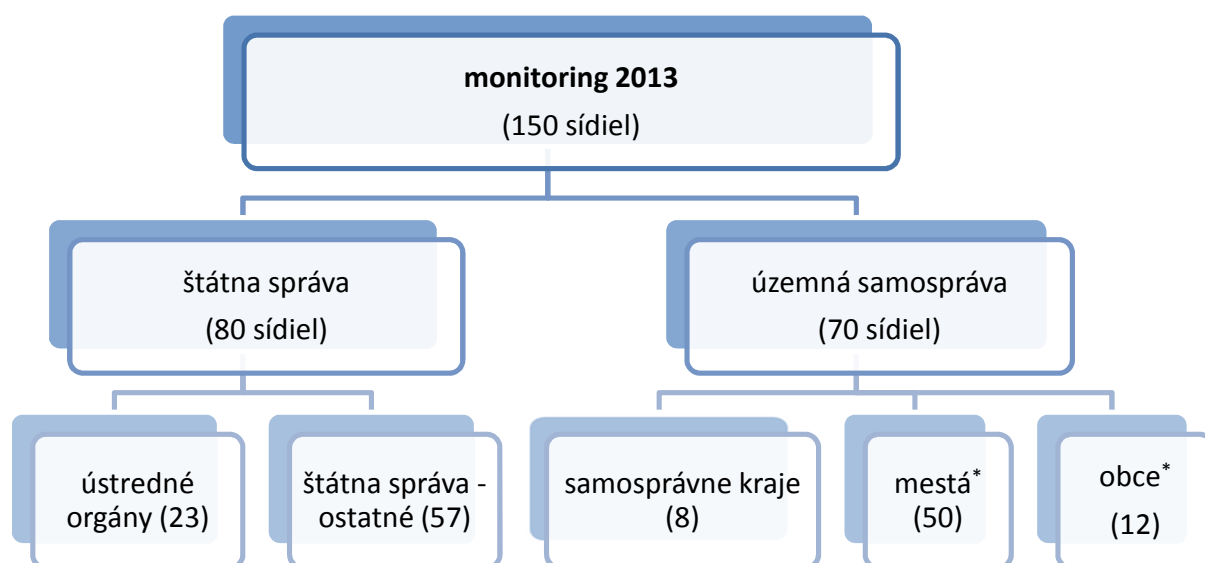 monitoring 2013
(150 sídiel)
štátna správa
(80 sídiel)
územná samospráva
(70 sídiel)
ústredné
orgány (23)
štátna správa -
ostatné (57)
samosprávne kraje
(8)
mestá*
(50)
obce*
(12)